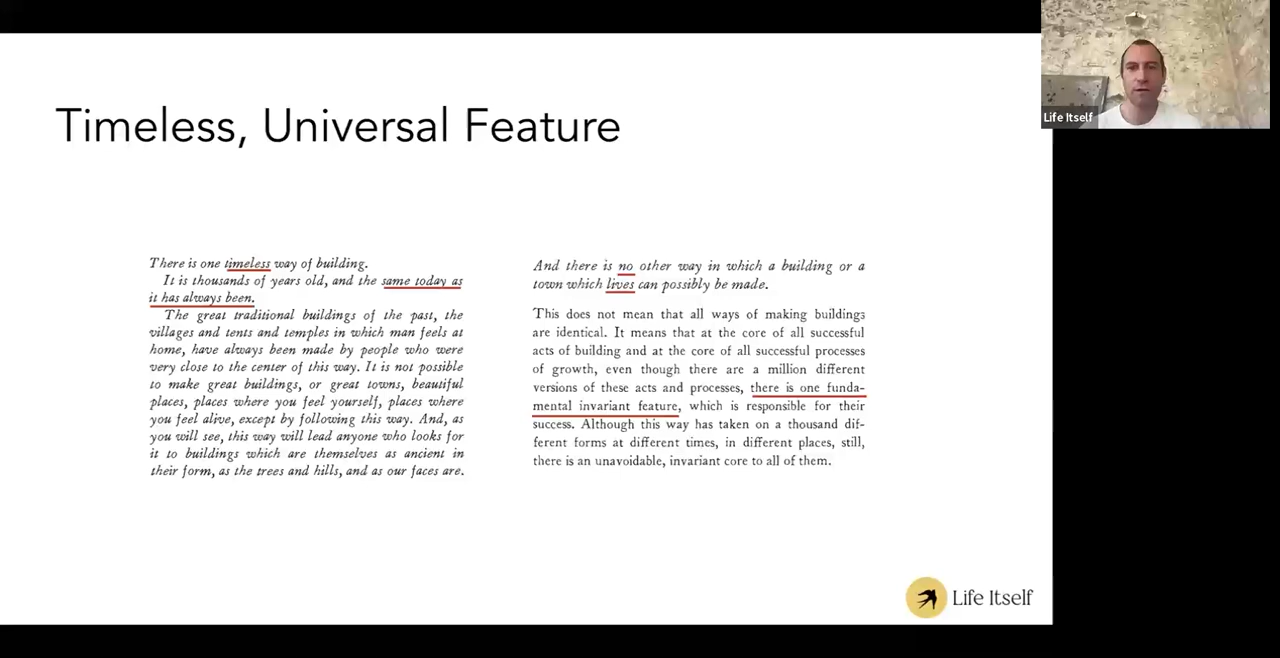 Timeless, Universal Feature
There is one timeless way of building.
It is thousands of years old, and the same today as
it has always been.
The great traditional buildings of the past, the
villages and tents and temples in which man feels at
home, have always been made by people who were
very close to the center of this way. It is not possible
to make great buildings, or great towns, beautiful
places, places where you feel yourself, places where
you feel alive, except by following this way. And, as
you will see, this way will lead anyone who looks for
it to buildings which are themselves as ancient in
their form, as the trees and hills, and as our faces are.
And there is no other way in which a building or a
town which lives can possibly be made.
This does not mean that all ways of making buildings
are identical. It means that at the core of all successful
acts of building and at the core of all successful processes
of growth, even though there are a million different
versions of these acts and processes, there is one funda-
mental invariant feature, which is responsible for their
success. Although this way has taken on a thousand dif-
ferent forms at different times, in different places, still,
there is an unavoidable, invariant core to all of them.
Life Itself
Life Itself